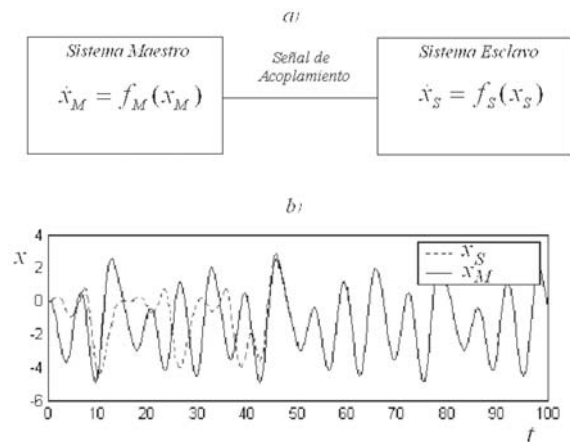 a)
Sistema Maestro
ẋ_M = f_M(x_M)
Señal de
Acoplamiento
Sistema Esclavo
ẋ_S = f_S(x_S)
b)
x
4
2
0
-2
-4
-6
x_S
x_M
0 10 20 30 40 50 60 70 80 90 100
t